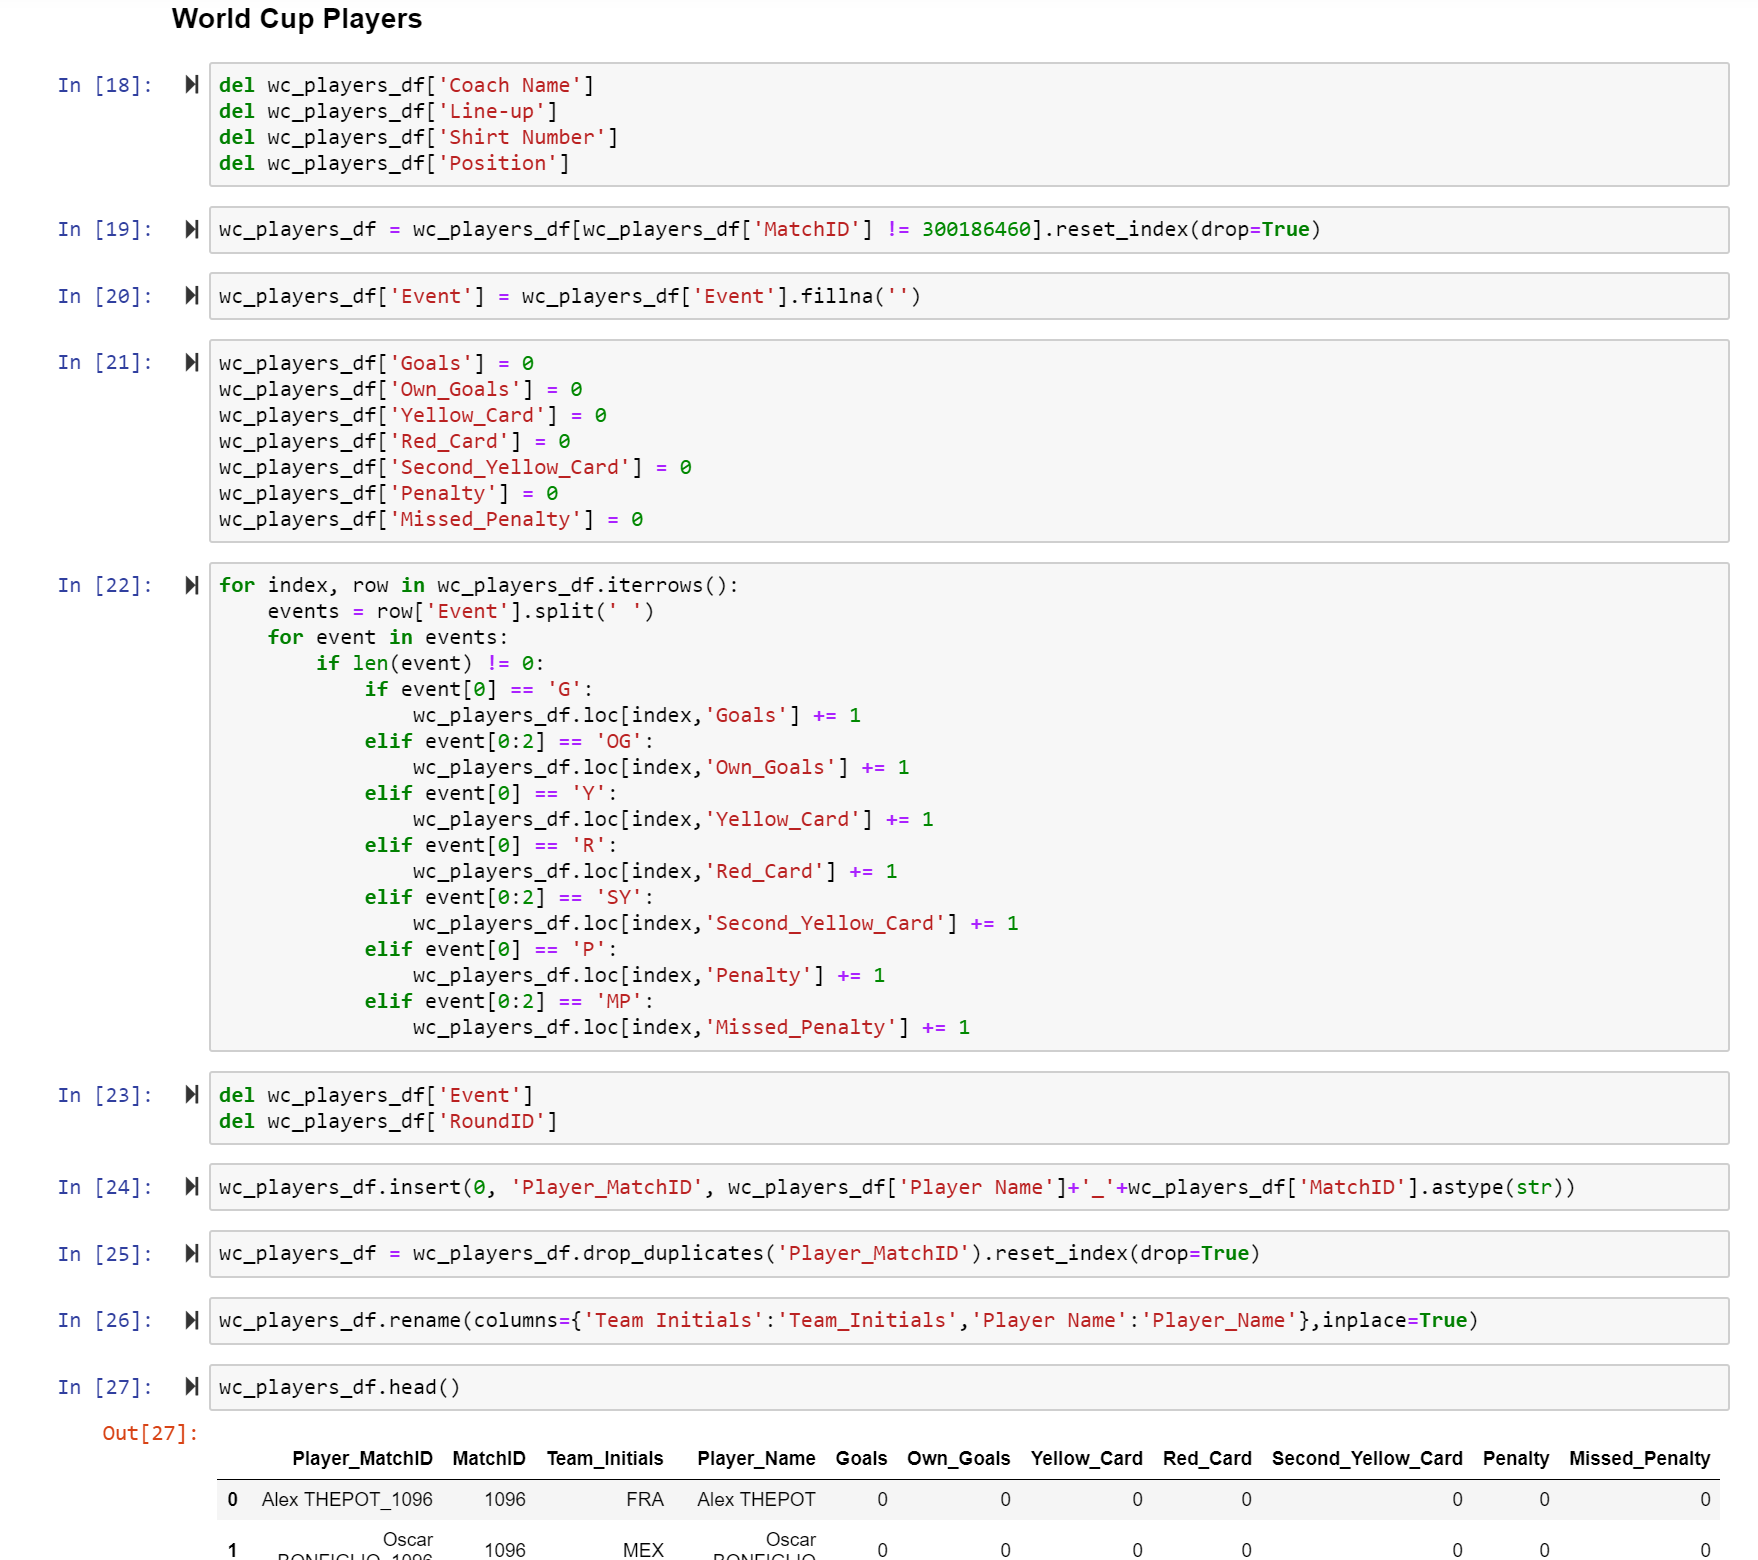 World Cup Players
In [18]:
del wc_players_df['Coach Name']
del wc_players_df['Line-up']
del wc_players_df['Shirt Number']
del wc_players_df['Position']
In [19]:
wc_players_df = wc_players_df[wc_players_df['MatchID'] != 300186460].reset_index(drop=True)
In [20]:
wc_players_df['Event'] = wc_players_df['Event'].fillna('')
In [21]:
wc_players_df['Goals'] = 0
wc_players_df['Own_Goals'] = 0
wc_players_df['Yellow_Card'] = 0
wc_players_df['Red_Card'] = 0
wc_players_df['Second_Yellow_Card'] = 0
wc_players_df['Penalty'] = 0
wc_players_df['Missed_Penalty'] = 0
In [22]:
for index, row in wc_players_df.iterrows():
    events = row['Event'].split(' ')
    for event in events:
        if len(event) != 0:
            if event[0] == 'G':
                wc_players_df.loc[index,'Goals'] += 1
            elif event[0:2] == 'OG':
                wc_players_df.loc[index,'Own_Goals'] += 1
            elif event[0] == 'Y':
                wc_players_df.loc[index,'Yellow_Card'] += 1
            elif event[0] == 'R':
                wc_players_df.loc[index,'Red_Card'] += 1
            elif event[0:2] == 'SY':
                wc_players_df.loc[index,'Second_Yellow_Card'] += 1
            elif event[0] == 'P':
                wc_players_df.loc[index,'Penalty'] += 1
            elif event[0:2] == 'MP':
                wc_players_df.loc[index,'Missed_Penalty'] += 1
In [23]:
del wc_players_df['Event']
del wc_players_df['RoundID']
In [24]:
wc_players_df.insert(0, 'Player_MatchID', wc_players_df['Player Name']+'_'+wc_players_df['MatchID'].astype(str))
In [25]:
wc_players_df = wc_players_df.drop_duplicates('Player_MatchID').reset_index(drop=True)
In [26]:
wc_players_df.rename(columns={'Team Initials':'Team_Initials','Player Name':'Player_Name'},inplace=True)
In [27]:
wc_players_df.head()
Out[27]:
Player_MatchID MatchID Team_Initials Player_Name Goals Own_Goals Yellow_Card Red_Card Second_Yellow_Card Penalty Missed_Penalty
0 Alex THEPOT_1096 1096 FRA Alex THEPOT 0 0 0 0 0 0 0
1 Oscar BONFIGLIO_1096 1096 MEX Oscar BONFIGLIO 0 0 0 0 0 0 0